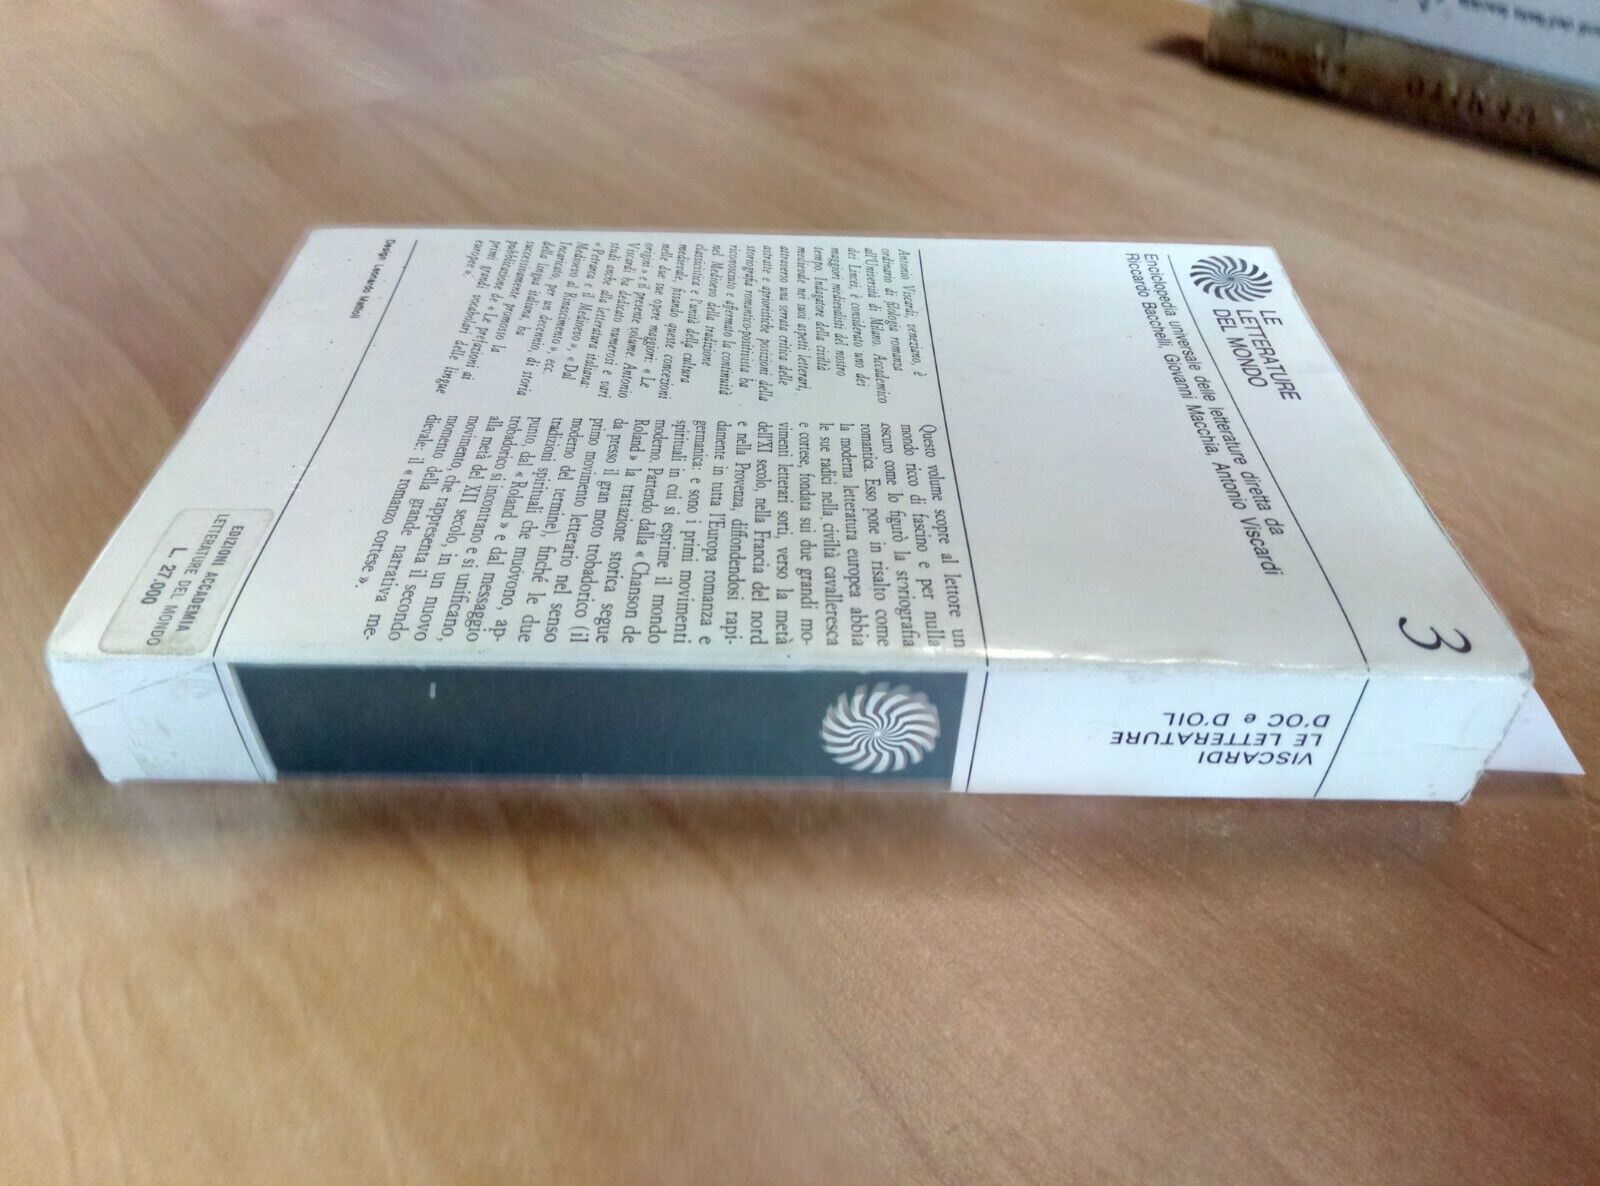 LE
LETTERATURE
DEL MONDO
Enciclopedia universale delle letterature diretta da
Riccardo Bacchelli, Giovanni Macchia, Antonio Viscardi
3
Antonio Viscardi, veneziano, è
ordinario di filologia romanza
all'Università di Milano. Accademico
dei Lincei, è considerato uno dei
maggiori medievalisti del nostro
tempo. Indagatore della civiltà
medievale nei suoi aspetti letterari,
attraverso una serrata critica delle
astratte e aprioristiche posizioni della
storiografia romantico-positivista ha
riconosciuto e affermato la continuità
nel Medioevo della tradizione
classicistica e l'unità della cultura
medievale, fissando queste concezioni
nelle due sue opere maggiori: « Le
origini » e il presente volume. Antonio
Viscardi ha dedicato numerosi e vari
studi anche alla letteratura italiana:
« Petrarca e il Medioevo », « Dal
Medioevo al Rinascimento », ecc.
Incaricato, per un decennio, di storia
della lingua italiana, ha
successivamente promosso la
pubblicazione de « Le prefazioni ai
primi grandi vocabolari delle lingue
europee ».
Questo volume scopre al lettore un
mondo ricco di fascino e per nulla
oscuro come lo figurò la storiografia
romantica. Esso pone in risalto come
la moderna letteratura europea abbia
le sue radici nella civiltà cavalleresca
e cortese, fondata sui due grandi mo-
vimenti letterari sorti, verso la metà
dell'XI secolo, nella Francia del nord
e nella Provenza, diffondendosi rapi-
damente in tutta l'Europa romanza e
germanica: e sono i primi movimenti
spirituali in cui si esprime il mondo
moderno. Partendo dalla « Chanson de
Roland » la trattazione storica segue
da presso il gran moto trobadorico (il
primo movimento letterario nel senso
moderno del termine), finché le due
tradizioni spirituali che muovono, ap-
punto, dal « Roland » e dal messaggio
trobadorico si incontrano e si unificano,
alla metà del XII secolo, in un nuovo
movimento, che rappresenta il secondo
momento della grande narrativa me-
dievale: il « romanzo cortese ».
Design: Leonardo Mattioli
EDIZIONI ACCADEMIA
LETTERATURE DEL MONDO
L. 27.000
VISCARDI
LE LETTERATURE
D'OC e D'OIL